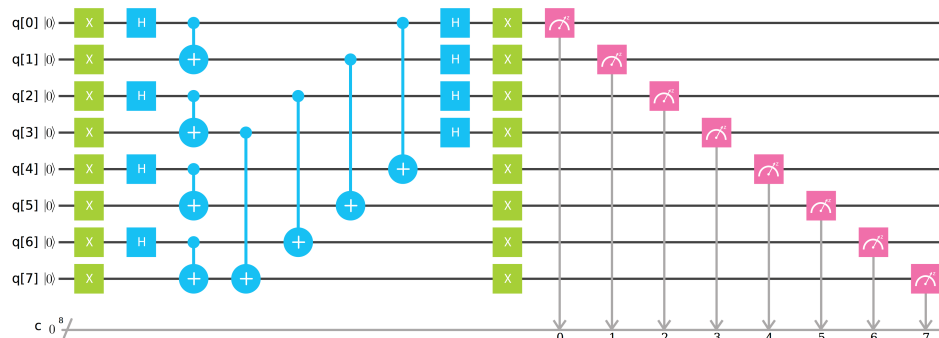 q[0] |0⟩ X H H X z
q[1] |0⟩ X H X z
q[2] |0⟩ X H H X z
q[3] |0⟩ X H X z
q[4] |0⟩ X H X z
q[5] |0⟩ X X z
q[6] |0⟩ X H X z
q[7] |0⟩ X X z
c 0 8
0 1 2 3 4 5 6 7